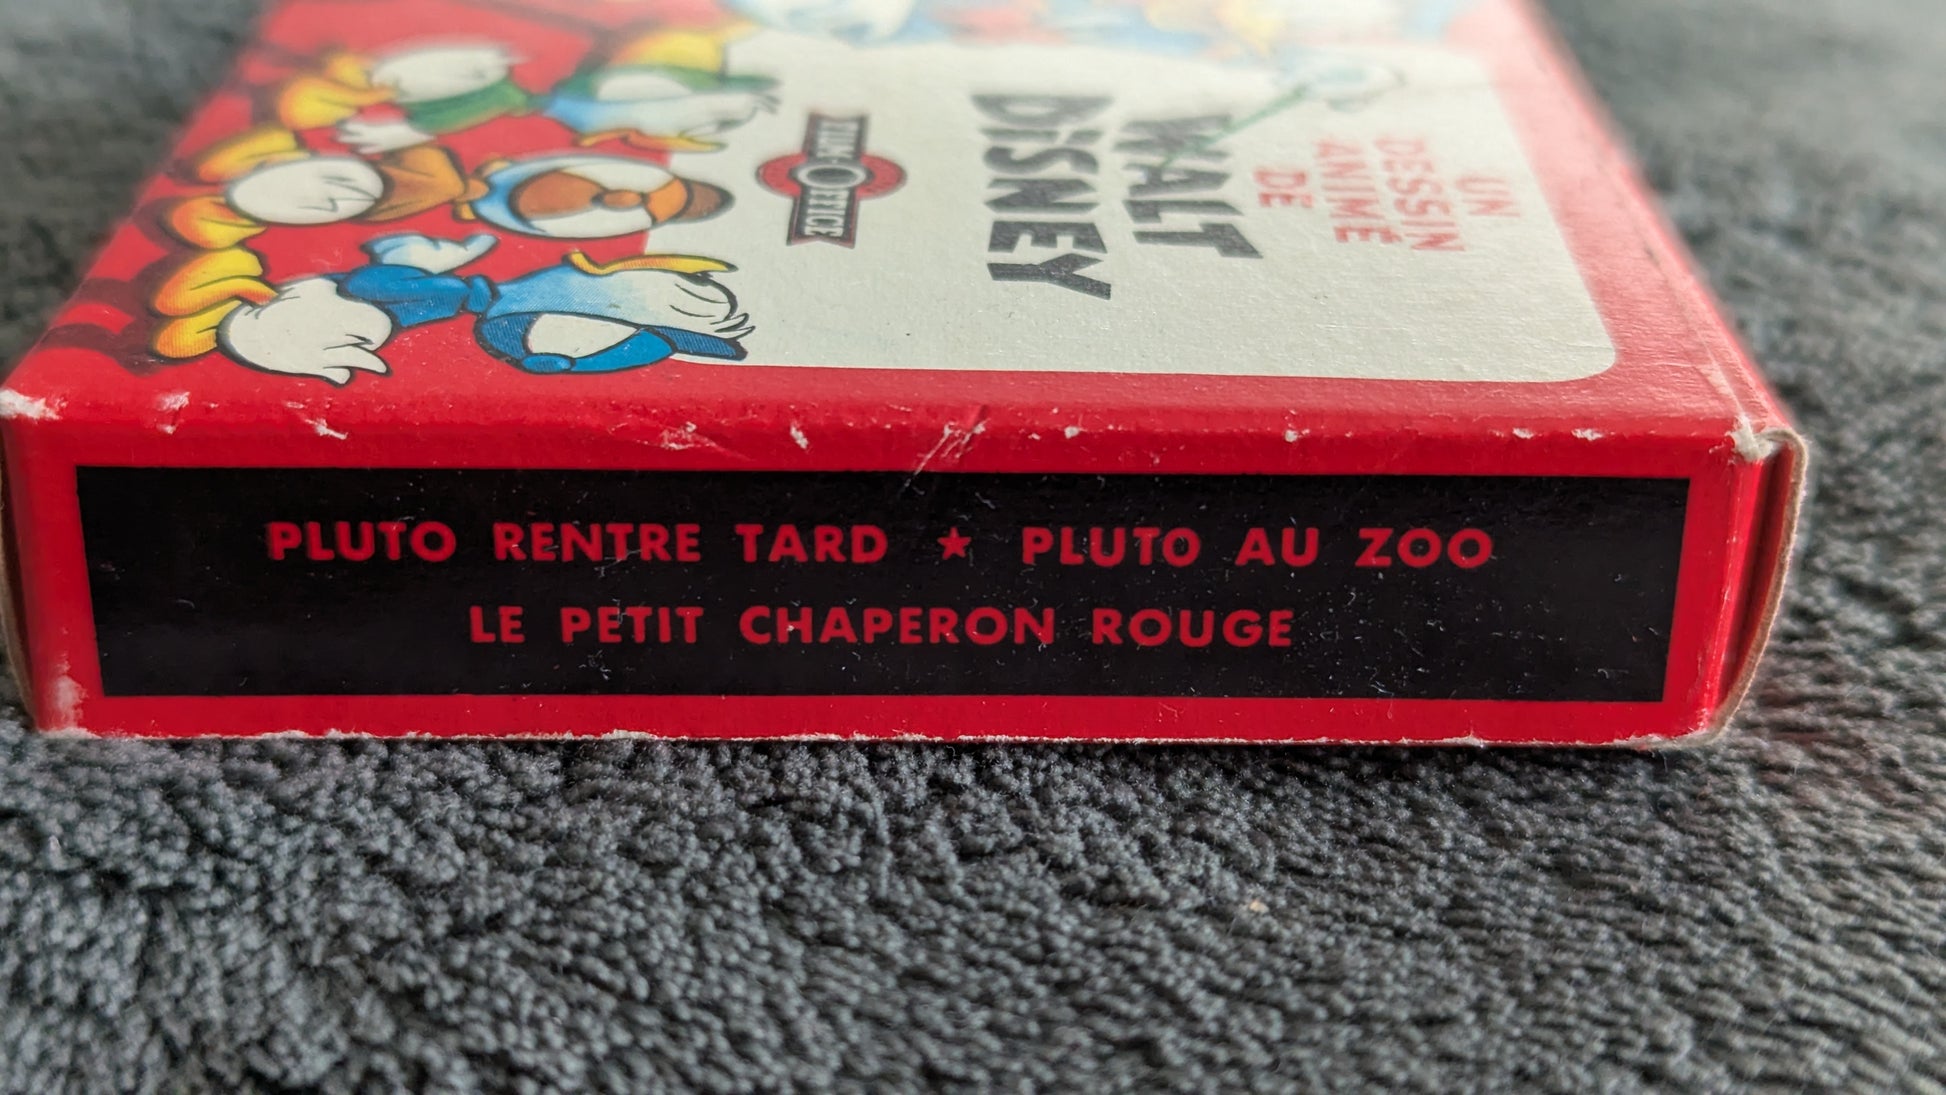 UN
DESSIN
ANIMÉ
DE
WALT
DISNEY
FILM OFFICE
PLUTO RENTRE TARD ★ PLUTO AU ZOO
LE PETIT CHAPERON ROUGE